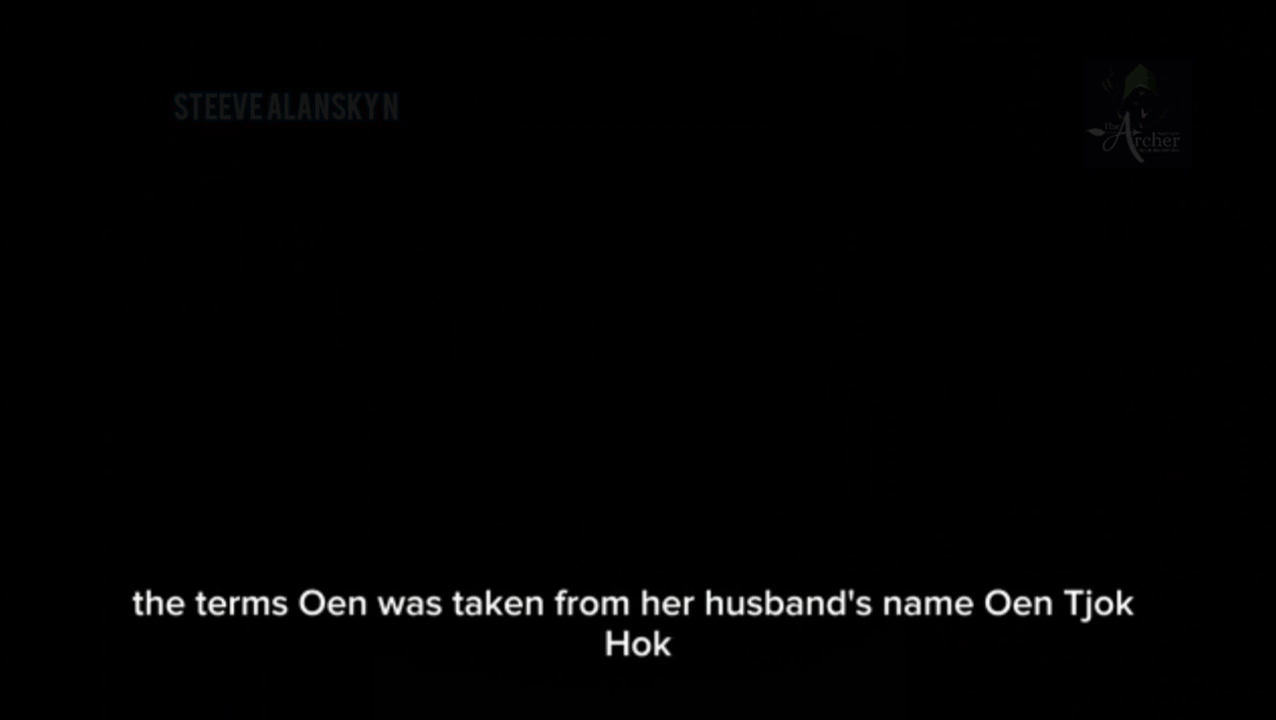 STEEVE ALANSKY N
the
Archer
the terms Oen was taken from her husband's name Oen Tjok
Hok